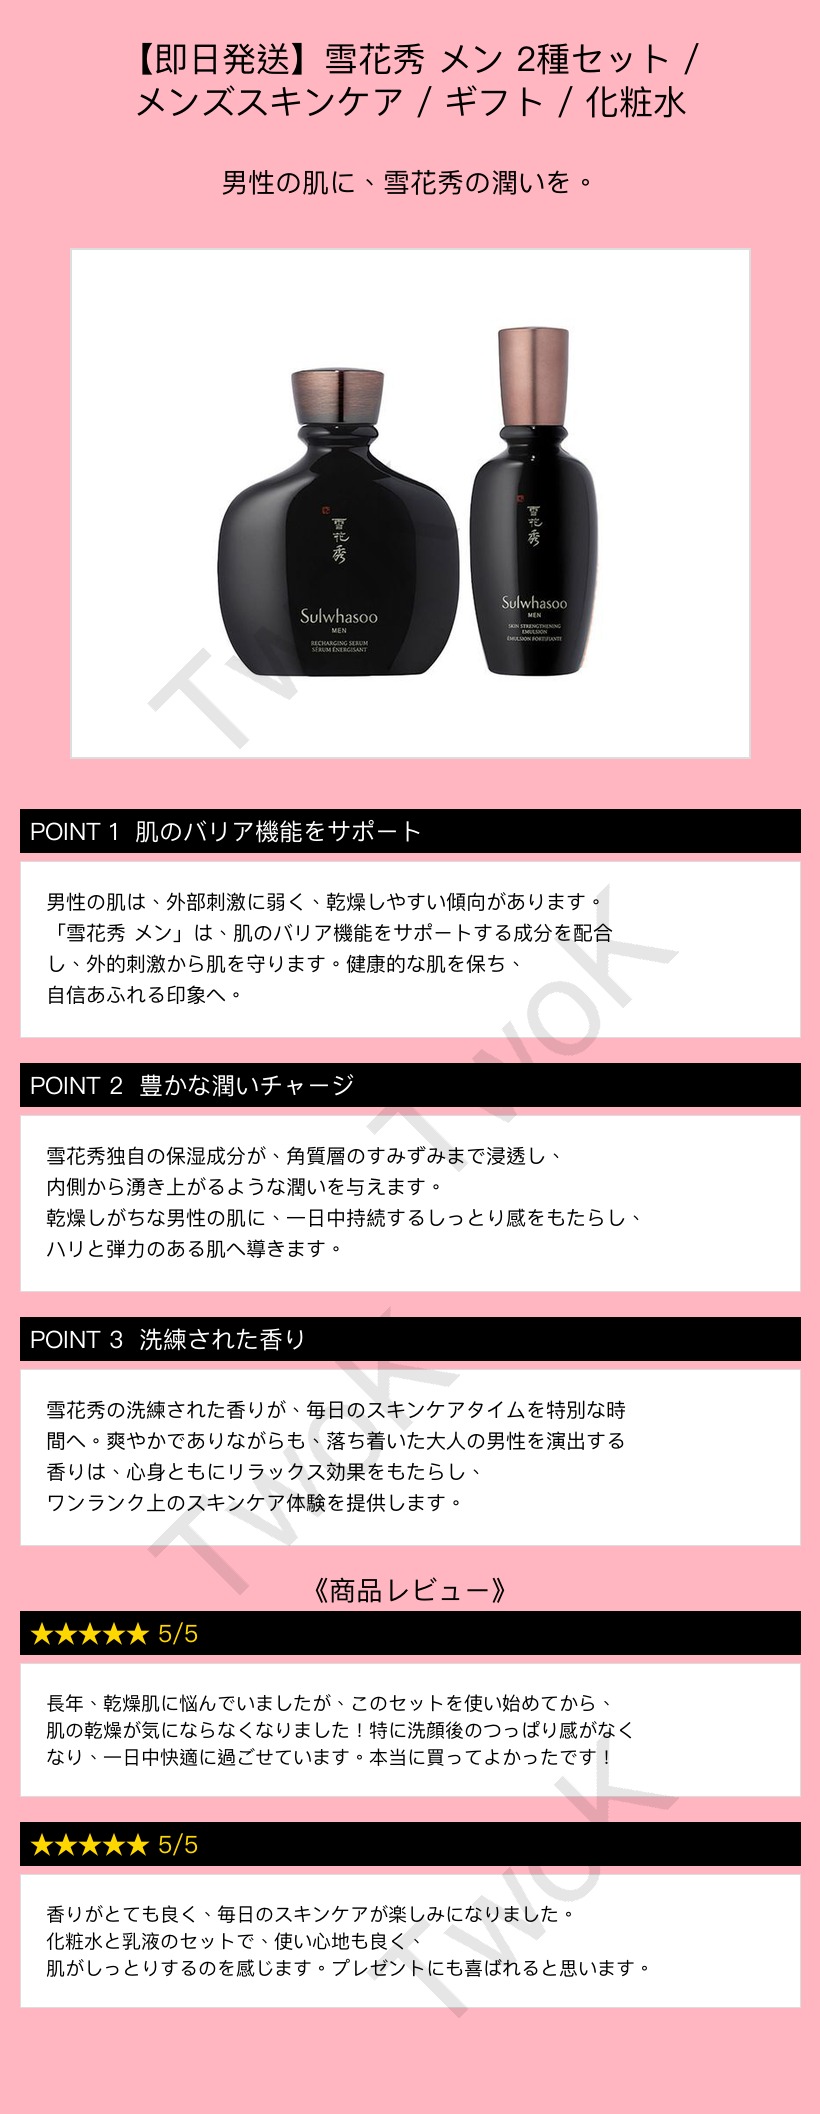 【即日発送】雪花秀 メン 2種セット /
メンズスキンケア / ギフト / 化粧水
男性の肌に、雪花秀の潤いを。
雪花秀
Sulwhasoo
MEN
RECHARGING SERUM
SÉRUM ÉNERGISANT
雪花秀
Sulwhasoo
MEN
SKIN STRENGTHENING
EMULSION
ÉMULSION FORTIFIANTE
Tw
POINT 1 肌のバリア機能をサポート
男性の肌は、外部刺激に弱く、乾燥しやすい傾向があります。
「雪花秀 メン」は、肌のバリア機能をサポートする成分を配合
し、外的刺激から肌を守ります。健康的な肌を保ち、
自信あふれる印象へ。
TwoK
POINT 2 豊かな潤いチャージ
雪花秀独自の保湿成分が、角質層のすみずみまで浸透し、
内側から湧き上がるような潤いを与えます。
乾燥しがちな男性の肌に、一日中持続するしっとり感をもたらし、
ハリと弾力のある肌へ導きます。
POINT 3 洗練された香り
雪花秀の洗練された香りが、毎日のスキンケアタイムを特別な時
間へ。爽やかでありながらも、落ち着いた大人の男性を演出する
香りは、心身ともにリラックス効果をもたらし、
ワンランク上のスキンケア体験を提供します。
TwoK
《商品レビュー》
★★★★★ 5/5
長年、乾燥肌に悩んでいましたが、このセットを使い始めてから、
肌の乾燥が気にならなくなりました！特に洗顔後のつっぱり感がなく
なり、一日中快適に過ごせています。本当に買ってよかったです！
★★★★★ 5/5
香りがとても良く、毎日のスキンケアが楽しみになりました。
化粧水と乳液のセットで、使い心地も良く、
肌がしっとりするのを感じます。プレゼントにも喜ばれると思います。
TwoK